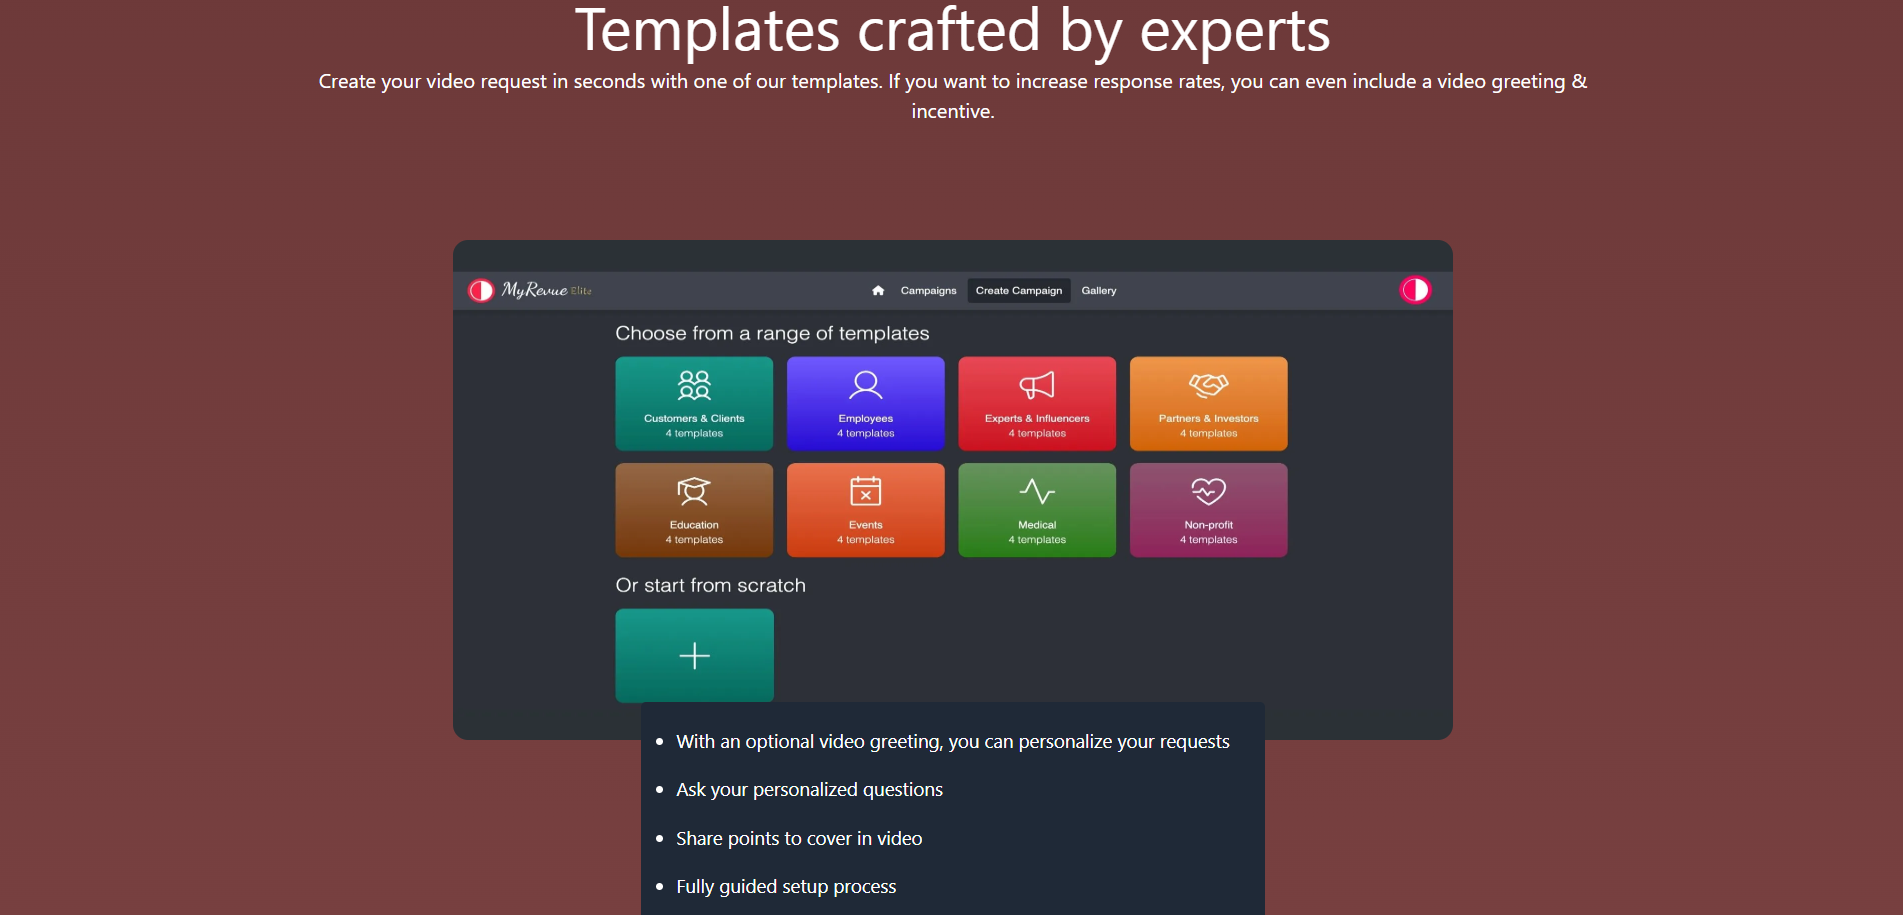 Templates crafted by experts
Create your video request in seconds with one of our templates. If you want to increase response rates, you can even include a video greeting &
incentive.
MyRevue Elite
Campaigns
Create Campaign
Gallery
Choose from a range of templates
Customers & Clients
4 templates
Employees
4 templates
Experts & Influencers
4 templates
Partners & Investors
4 templates
Education
4 templates
Events
4 templates
Medical
4 templates
Non-profit
4 templates
Or start from scratch
With an optional video greeting, you can personalize your requests
Ask your personalized questions
Share points to cover in video
Fully guided setup process